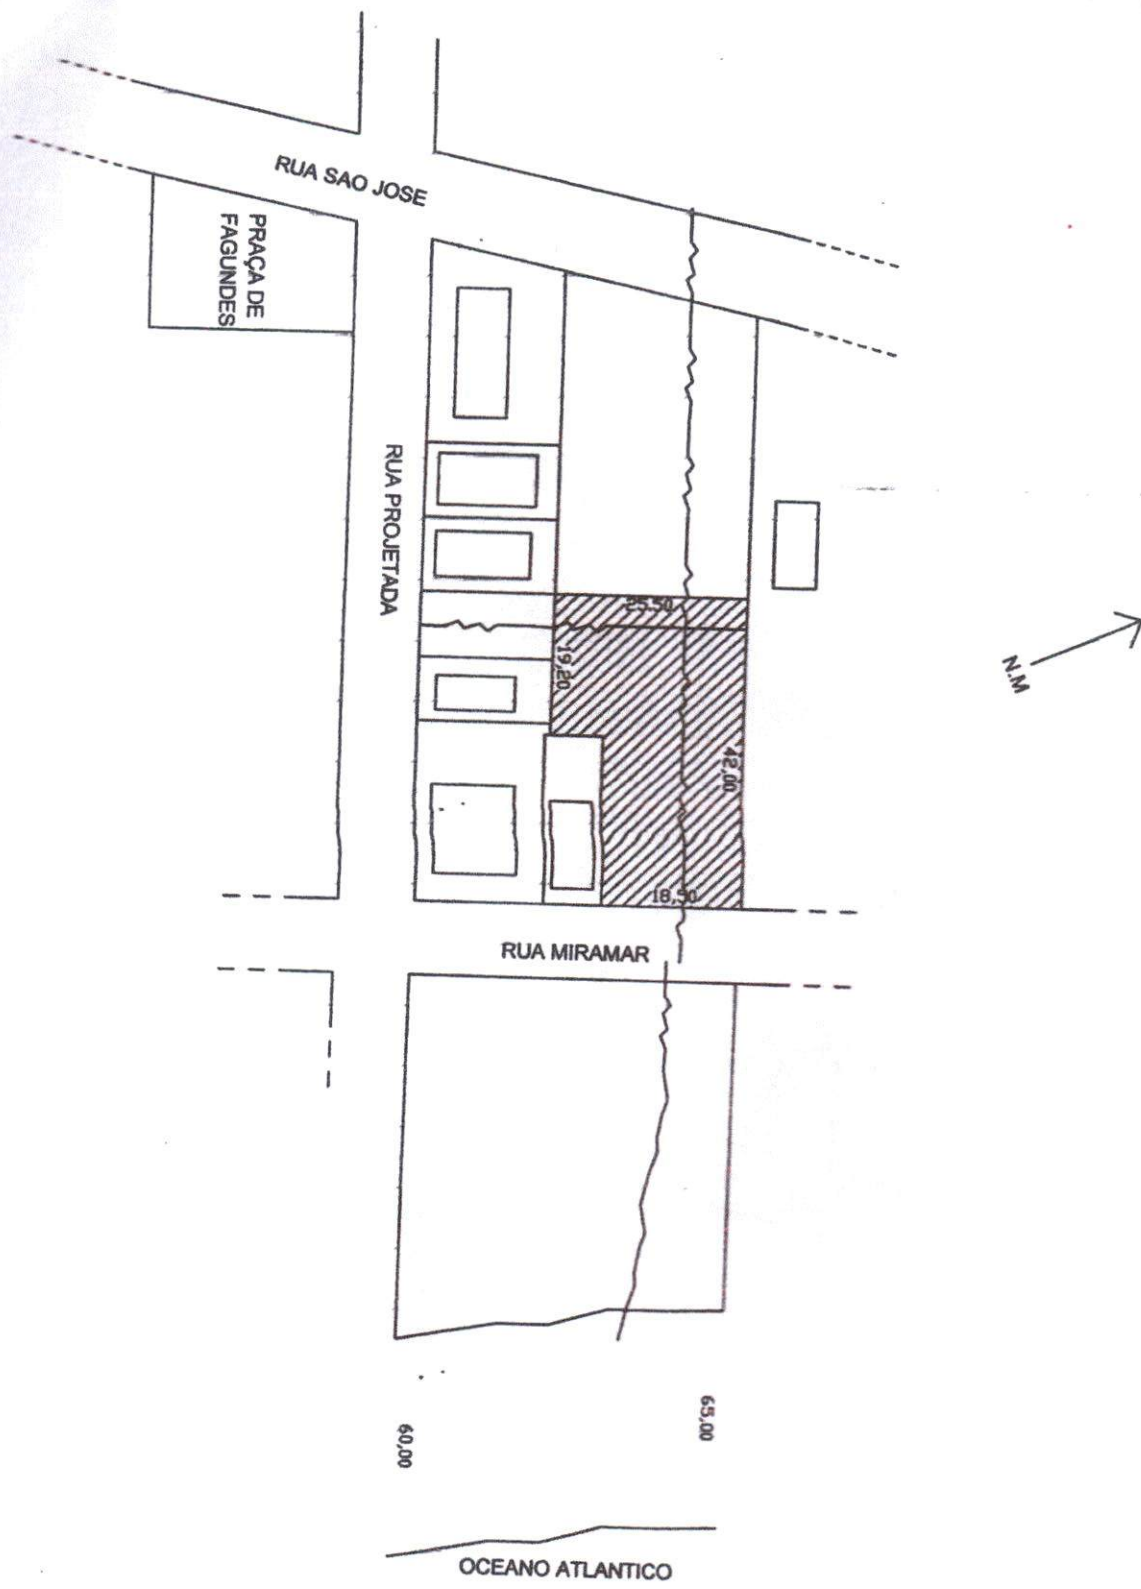 RUA SAO JOSE
PRAÇA DE
FAGUNDES
RUA PROJETADA
25.50
19,20
42,00
18,50
N.M
RUA MIRAMAR
65,00
60,00
OCEANO ATLANTICO